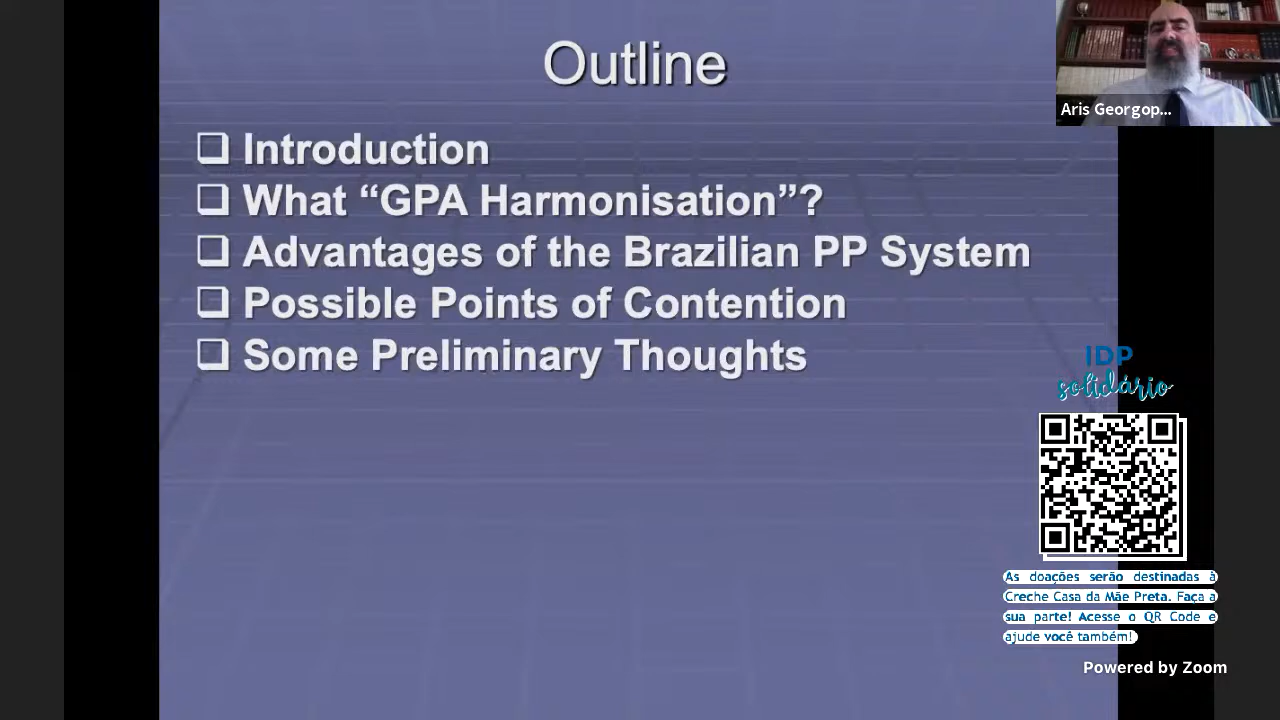 Outline
Introduction
What “GPA Harmonisation”?
Advantages of the Brazilian PP System
Possible Points of Contention
Some Preliminary Thoughts
Aris Georgop...
IDP
solidário
As doações serão destinadas à
Creche Casa da Mãe Preta. Faça a
sua parte! Acesse o QR Code e
ajude você também!
Powered by Zoom